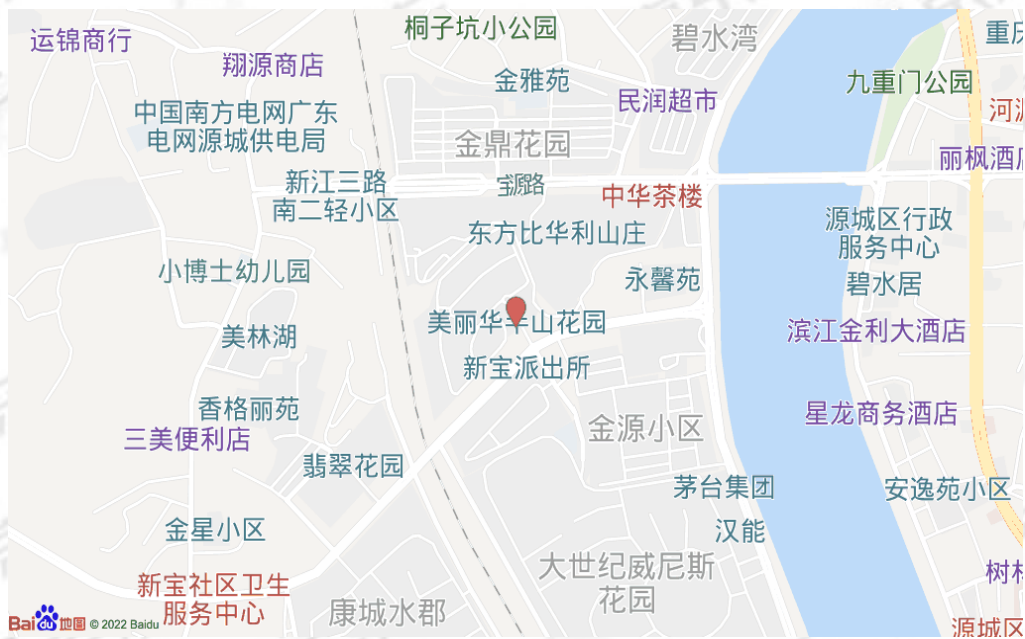 桐子坑小公园
运锦商行
碧水湾
重庆
翔源商店
金雅苑
九重门公园
民润超市
中国南方电网广东
电网源城供电局
金鼎花园
丽枫酒店
新江三路
宝源路
南二轻小区
中华茶楼
东方比华利山庄
源城区行政
服务中心
小博士幼儿园
永馨苑
碧水居
美丽华半山花园
美林湖
滨江金利大酒店
新宝派出所
香格丽苑
三美便利店
金源小区
星龙商务酒店
翡翠花园
茅台集团
安逸苑小区
金星小区
汉能
大世纪威尼斯
花园
新宝社区卫生
服务中心
康城水郡
源城区
Bai du 地图 © 2022 Baidu